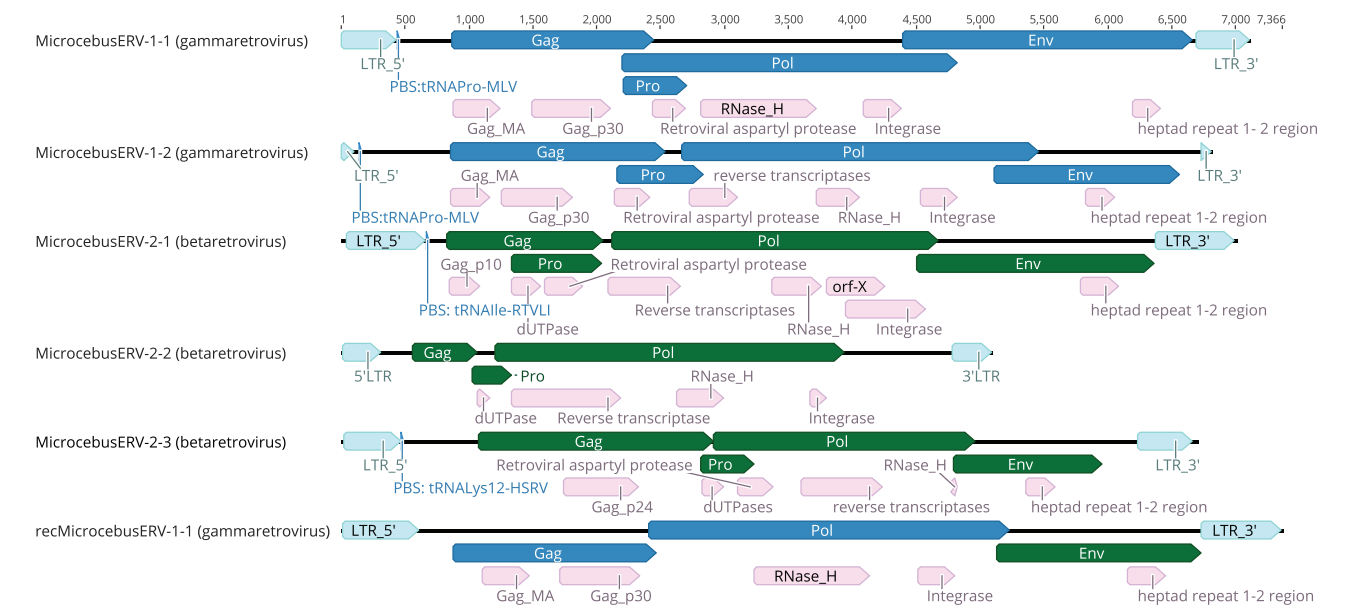 1 500 1,000 1,500 2,000 2,500 3,000 3,500 4,000 4,500 5,000 5,500 6,000 6,500 7,000 7,366
MicrocebusERV-1-1 (gammaretrovirus) Gag Env
LTR_5' Pol LTR_3'
PBS:tRNAPro-MLV Pro
RNase_H
Gag_MA Gag_p30 Retroviral aspartyl protease Integrase heptad repeat 1- 2 region
MicrocebusERV-1-2 (gammaretrovirus) Gag Pol
LTR_5' Gag_MA Pro reverse transcriptases Env LTR_3'
PBS:tRNAPro-MLV Gag_p30 Retroviral aspartyl protease RNase_H Integrase heptad repeat 1-2 region
MicrocebusERV-2-1 (betaretrovirus) LTR_5' Gag Pol LTR_3'
Gag_p10 Pro Retroviral aspartyl protease Env
orf-X
PBS: tRNAIle-RTVLI Reverse transcriptases heptad repeat 1-2 region
dUTPase RNase_H Integrase
MicrocebusERV-2-2 (betaretrovirus) Gag Pol
5'LTR Pro RNase_H 3'LTR
dUTPase Reverse transcriptase Integrase
MicrocebusERV-2-3 (betaretrovirus) Gag Pol
LTR_5' Retroviral aspartyl protease Pro RNase_H Env LTR_3'
PBS: tRNALys12-HSRV
Gag_p24 dUTPases reverse transcriptases heptad repeat 1-2 region
recMicrocebusERV-1-1 (gammaretrovirus) LTR_5' Pol LTR_3'
Gag Env
RNase_H
Gag_MA Gag_p30 Integrase heptad repeat 1-2 region